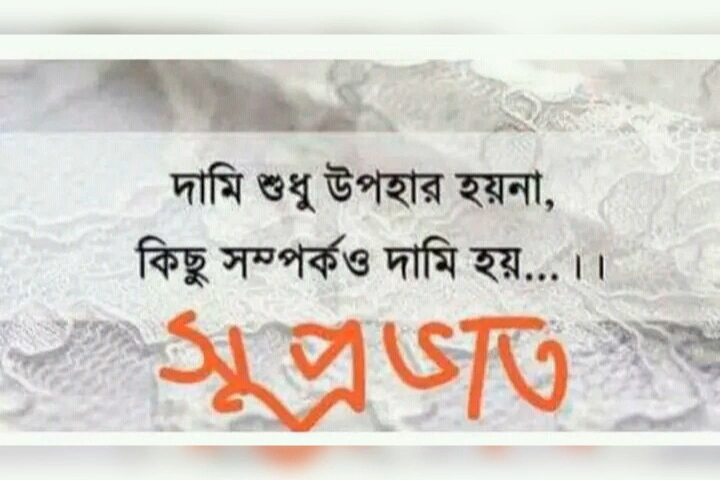 দামি শুধু উপহার হয়না,
কিছু সম্পর্কও দামি হয়...।।
সুপ্রভাত